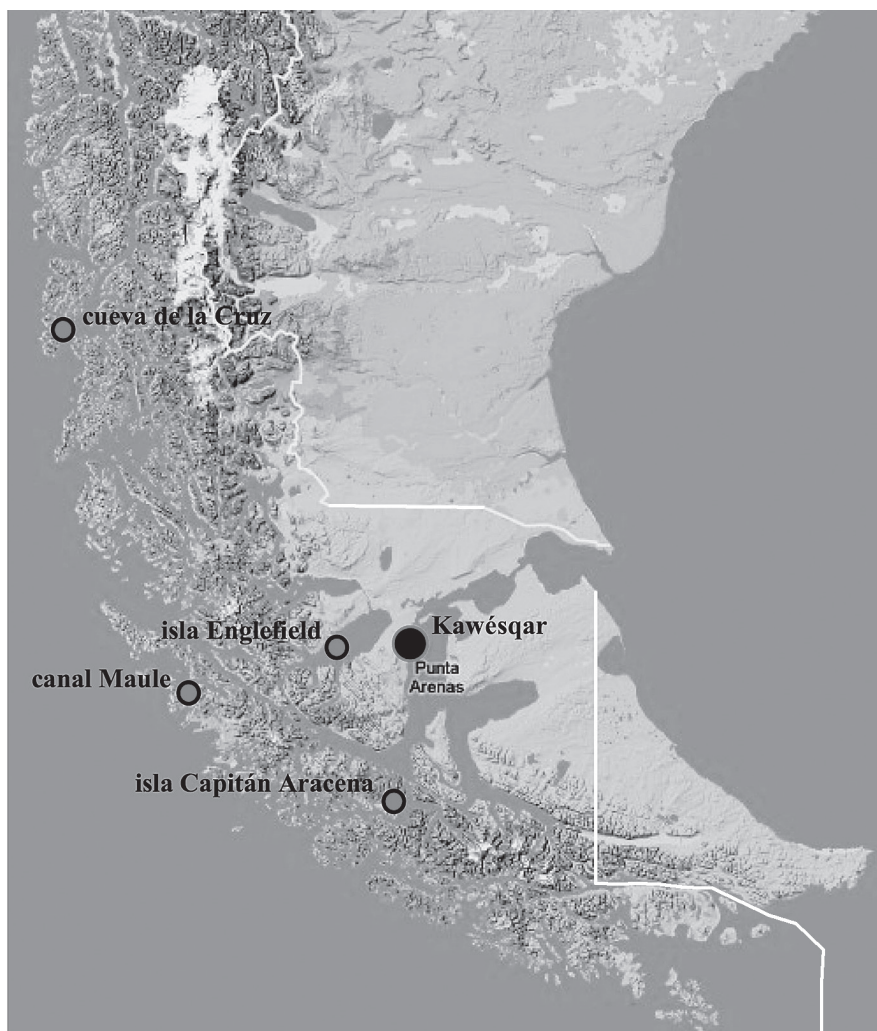 cueva de la Cruz
isla Englefield
Kawésqar
Punta
Arenas
canal Maule
isla Capitán Aracena